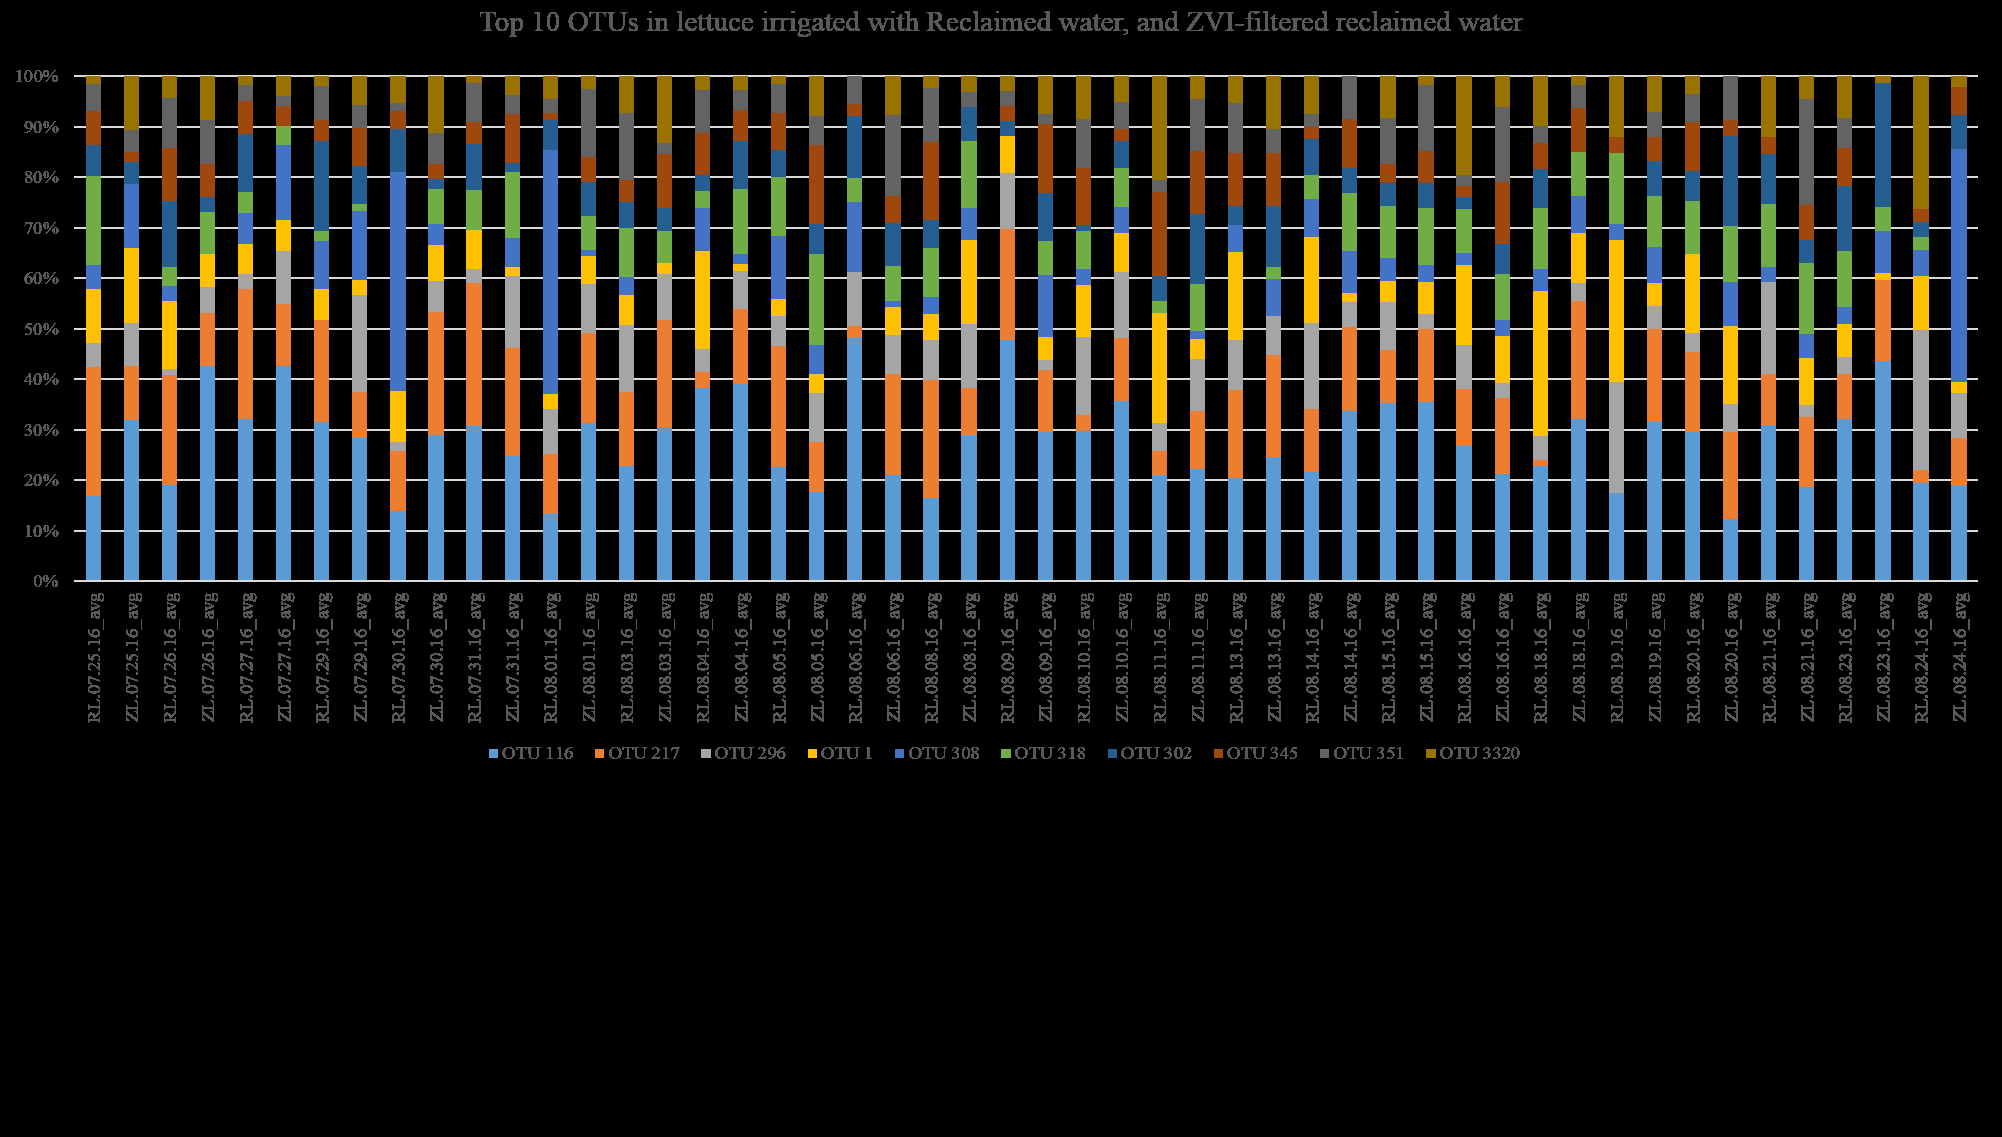 Top 10 OTUs in lettuce irrigated with Reclaimed water, and ZVI-filtered reclaimed water
100%
90%
80%
70%
60%
50%
40%
30%
20%
10%
0%
RL.07.25.16_avg
ZL.07.25.16_avg
RL.07.26.16_avg
ZL.07.26.16_avg
RL.07.27.16_avg
ZL.07.27.16_avg
RL.07.29.16_avg
ZL.07.29.16_avg
RL.07.30.16_avg
ZL.07.30.16_avg
RL.07.31.16_avg
ZL.07.31.16_avg
RL.08.01.16_avg
ZL.08.01.16_avg
RL.08.03.16_avg
ZL.08.03.16_avg
RL.08.04.16_avg
ZL.08.04.16_avg
RL.08.05.16_avg
ZL.08.05.16_avg
RL.08.06.16_avg
ZL.08.06.16_avg
RL.08.08.16_avg
ZL.08.08.16_avg
RL.08.09.16_avg
ZL.08.09.16_avg
RL.08.10.16_avg
ZL.08.10.16_avg
RL.08.11.16_avg
ZL.08.11.16_avg
RL.08.13.16_avg
ZL.08.13.16_avg
RL.08.14.16_avg
ZL.08.14.16_avg
RL.08.15.16_avg
ZL.08.15.16_avg
RL.08.16.16_avg
ZL.08.16.16_avg
RL.08.18.16_avg
ZL.08.18.16_avg
RL.08.19.16_avg
ZL.08.19.16_avg
RL.08.20.16_avg
ZL.08.20.16_avg
RL.08.21.16_avg
ZL.08.21.16_avg
RL.08.23.16_avg
ZL.08.23.16_avg
RL.08.24.16_avg
ZL.08.24.16_avg
OTU 116 OTU 217 OTU 296 OTU 1 OTU 308 OTU 318 OTU 302 OTU 345 OTU 351 OTU 3320